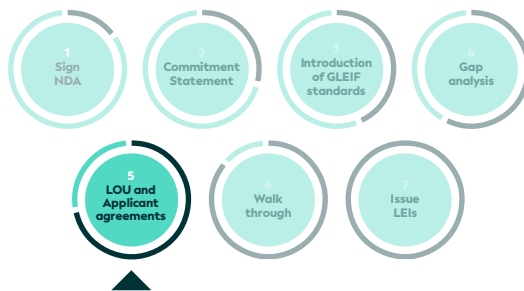 1
Sign
NDA
2
Commitment
Statement
3
Introduction
of GLEIF
standards
4
Gap
analysis
5
LOU and
Applicant
agreements
6
Walk
through
7
Issue
LEIs